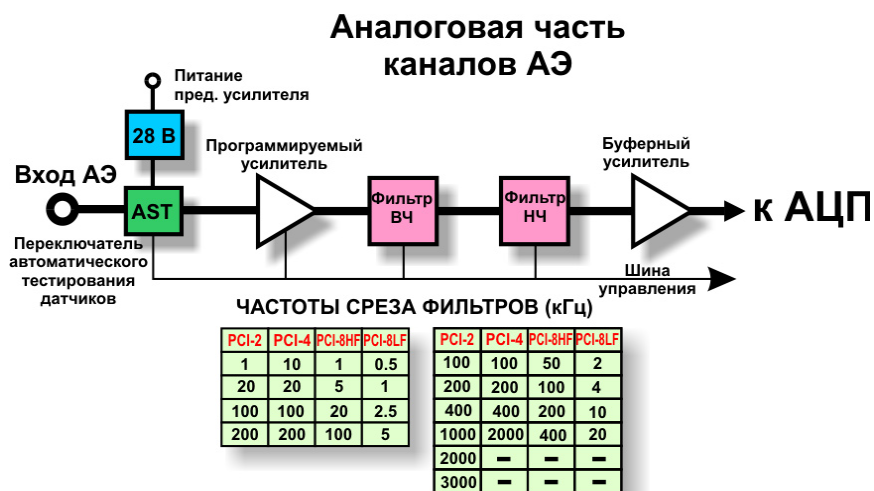 Аналоговая часть
каналов АЭ
Питание
пред. усилителя
28 В
Программируемый
усилитель
Буферный
усилитель
Вход АЭ
AST
Фильтр
ВЧ
Фильтр
НЧ
к АЦП
Переключатель
автоматического
тестирования
датчиков
Шина
управления
ЧАСТОТЫ СРЕЗА ФИЛЬТРОВ (кГц)
PCI-2 PCI-4 PCI-8HF PCI-8LF
1 10 1 0.5
20 20 5 1
100 100 20 2.5
200 200 100 5
PCI-2 PCI-4 PCI-8HF PCI-8LF
100 100 50 2
200 200 100 4
400 400 200 10
1000 2000 400 20
2000 – – –
3000 – – –